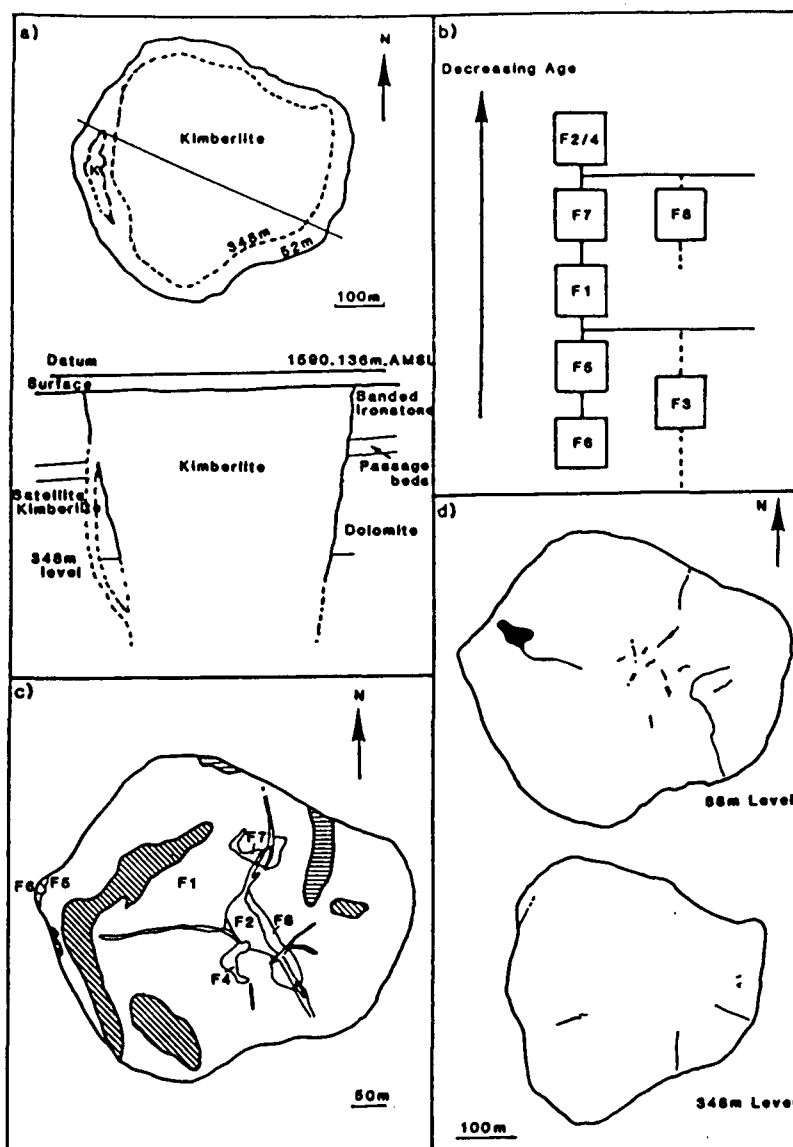 a)
N
Kimberlite
K
348m
52m
100m
Datum 1590.136m.AMSL
Surface
Banded
Ironstone
Kimberlite
Passage
beds
Satellite
Kimberlite
Dolomite
348m
level
b)
Decreasing Age
F2/4
F7
F8
F1
F5
F3
F6
c)
N
F7
F6 F5
F1
F2
F8
F4
50m
d)
N
88m Level
348m Level
100m